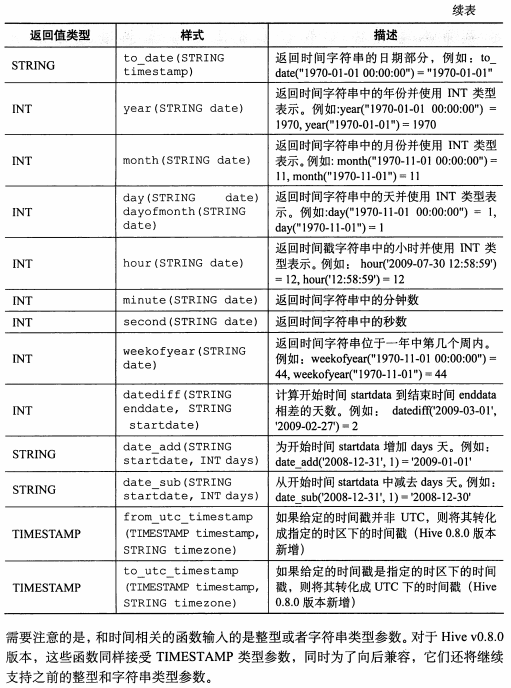 续表
返回值类型 样式 描述
STRING
to_date(STRING
timestamp)
返回时间字符串的日期部分，例如：to_
date("1970-01-01 00:00:00") = "1970-01-01"
INT
year(STRING date)
返回时间字符串中的年份并使用 INT 类型
表示。例如:year("1970-01-01 00:00:00") =
1970, year("1970-01-01") = 1970
INT
month(STRING date)
返回时间字符串中的月份并使用 INT 类型
表示。例如: month("1970-11-01 00:00:00") =
11, month("1970-11-01") = 11
INT
day(STRING date)
dayofmonth(STRING
date)
返回时间字符串中的天并使用 INT 类型表
示。例如:day("1970-11-01 00:00:00") = 1,
day("1970-11-01") = 1
INT
hour(STRING date)
返回时间戳字符串中的小时并使用 INT 类
型表示。例如： hour('2009-07-30 12:58:59')
= 12, hour('12:58:59') = 12
INT
minute(STRING date)
返回时间字符串中的分钟数
INT
second(STRING date)
返回时间字符串中的秒数
INT
weekofyear(STRING
date)
返回时间字符串位于一年中第几个周内。
例如：weekofyear("1970-11-01 00:00:00") =
44, weekofyear("1970-11-01") = 44
INT
datediff(STRING
enddate, STRING
startdate)
计算开始时间 startdata 到结束时间 enddata
相差的天数。例如： datediff('2009-03-01',
'2009-02-27') = 2
STRING
date_add(STRING
startdate, INT days)
为开始时间 startdata 增加 days 天。例如：
date_add('2008-12-31', 1) = '2009-01-01'
STRING
date_sub(STRING
startdate, INT days)
从开始时间 startdata 中减去 days 天。例如：
date_sub('2008-12-31', 1) = '2008-12-30'
TIMESTAMP
from_utc_timestamp
(TIMESTAMP timestamp,
STRING timezone)
如果给定的时间戳并非 UTC，则将其转化
成指定的时区下的时间戳（Hive 0.8.0 版本
新增）
TIMESTAMP
to_utc_timestamp
(TIMESTAMP timestamp,
STRING timezone)
如果给定的时间戳是指定的时区下的时间
戳，则将其转化成 UTC 下的时间戳（Hive
0.8.0 版本新增）
需要注意的是，和时间相关的函数输入的是整型或者字符串类型参数。对于 Hive v0.8.0
版本，这些函数同样接受 TIMESTAMP 类型参数，同时为了向后兼容，它们还将继续
支持之前的整型和字符串类型参数。